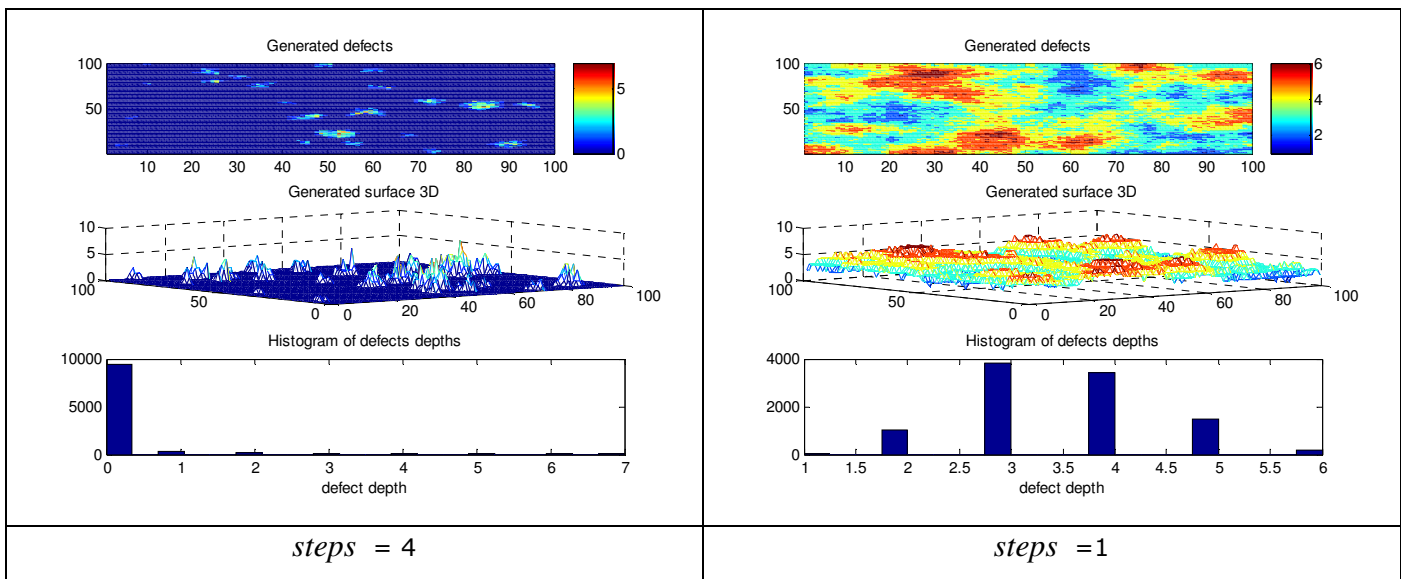 Generated defects
100
50
10 20 30 40 50 60 70 80 90 100
5
0
Generated surface 3D
10
5
0
100
50
0 0
20
40
60
80
100
Histogram of defects depths
10000
5000
0
0 1 2 3 4 5 6 7
defect depth
steps = 4
Generated defects
100
50
10 20 30 40 50 60 70 80 90 100
6
4
2
Generated surface 3D
10
5
0
100
50
0 0
20
40
60
80
100
Histogram of defects depths
4000
2000
0
1 1.5 2 2.5 3 3.5 4 4.5 5 5.5 6
defect depth
steps =1